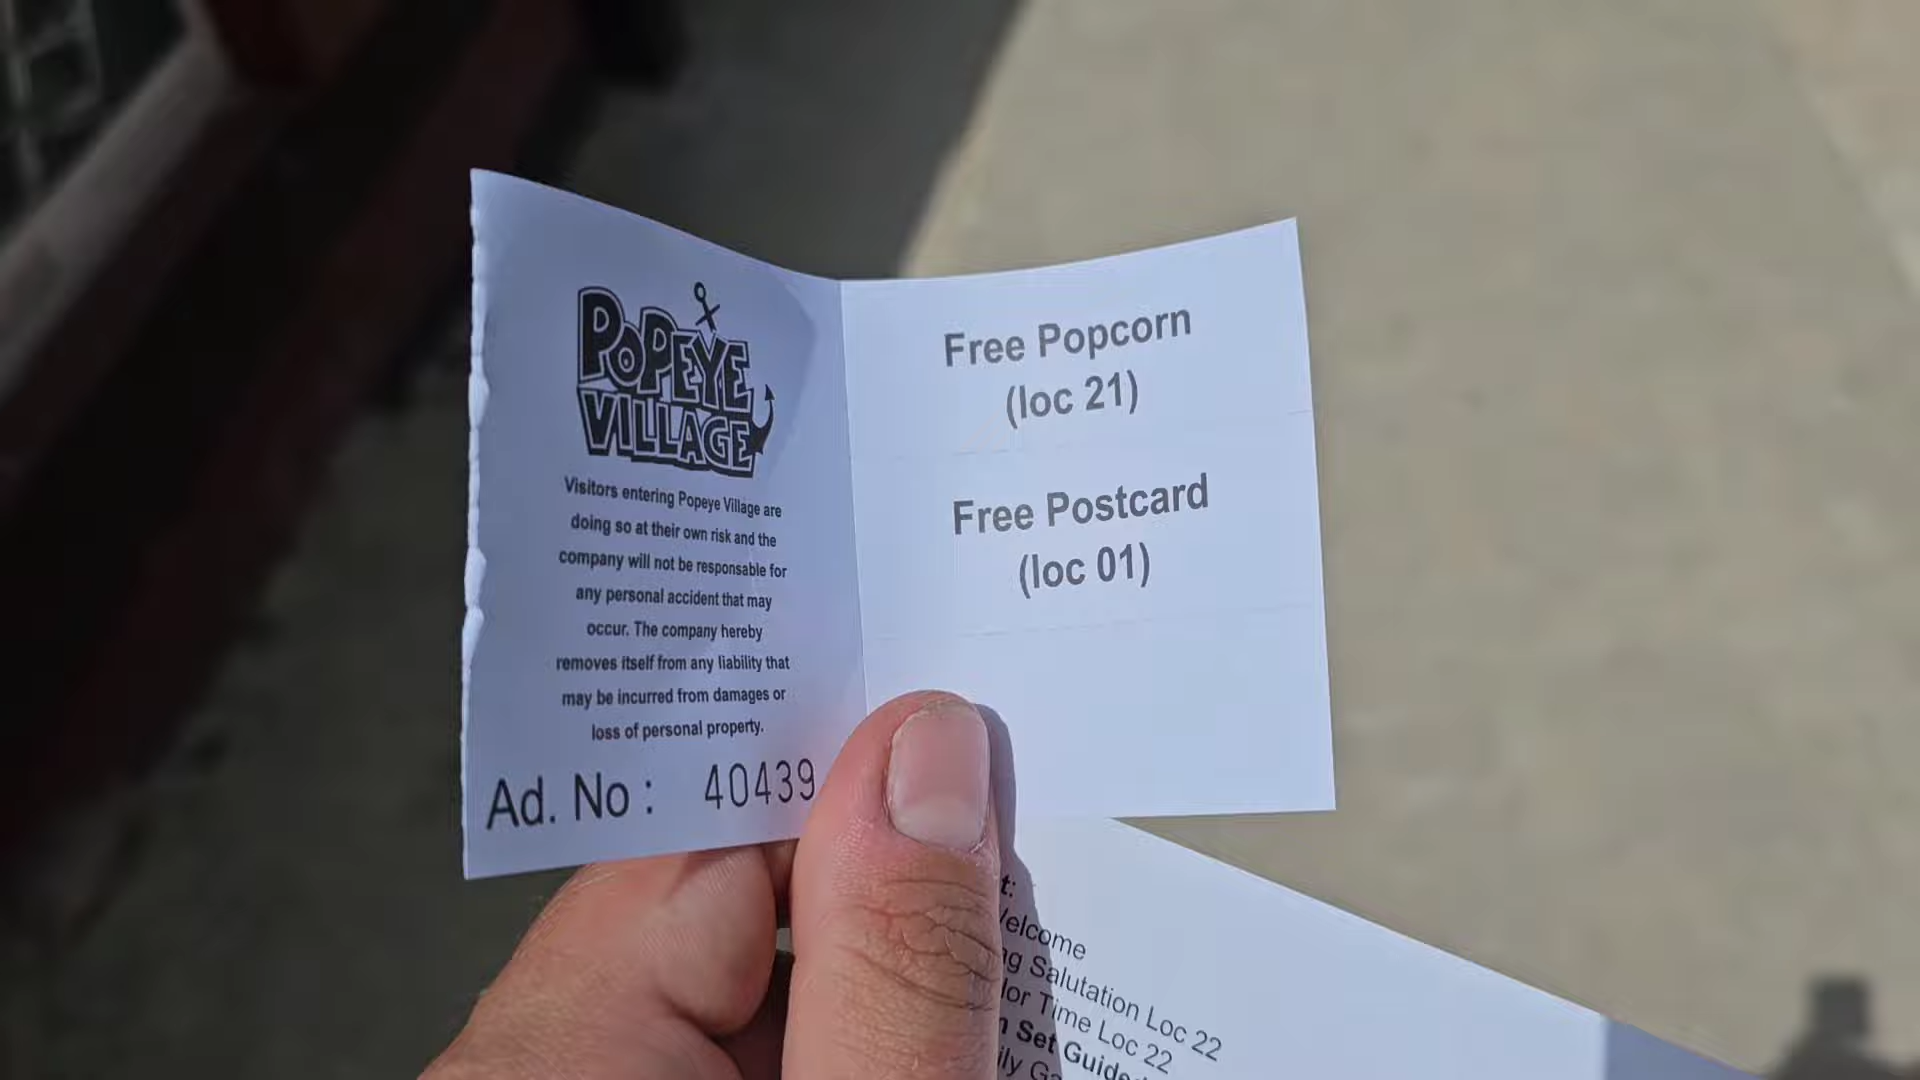 POPEYE
VILLAGE
Visitors entering Popeye Village are
doing so at their own risk and the
company will not be responsable for
any personal accident that may
occur. The company hereby
removes itself from any liability that
may be incurred from damages or
loss of personal property.
Ad. No : 40439
Free Popcorn
(loc 21)
Free Postcard
(loc 01)
Salutation Loc 22
Time Loc 22
Set